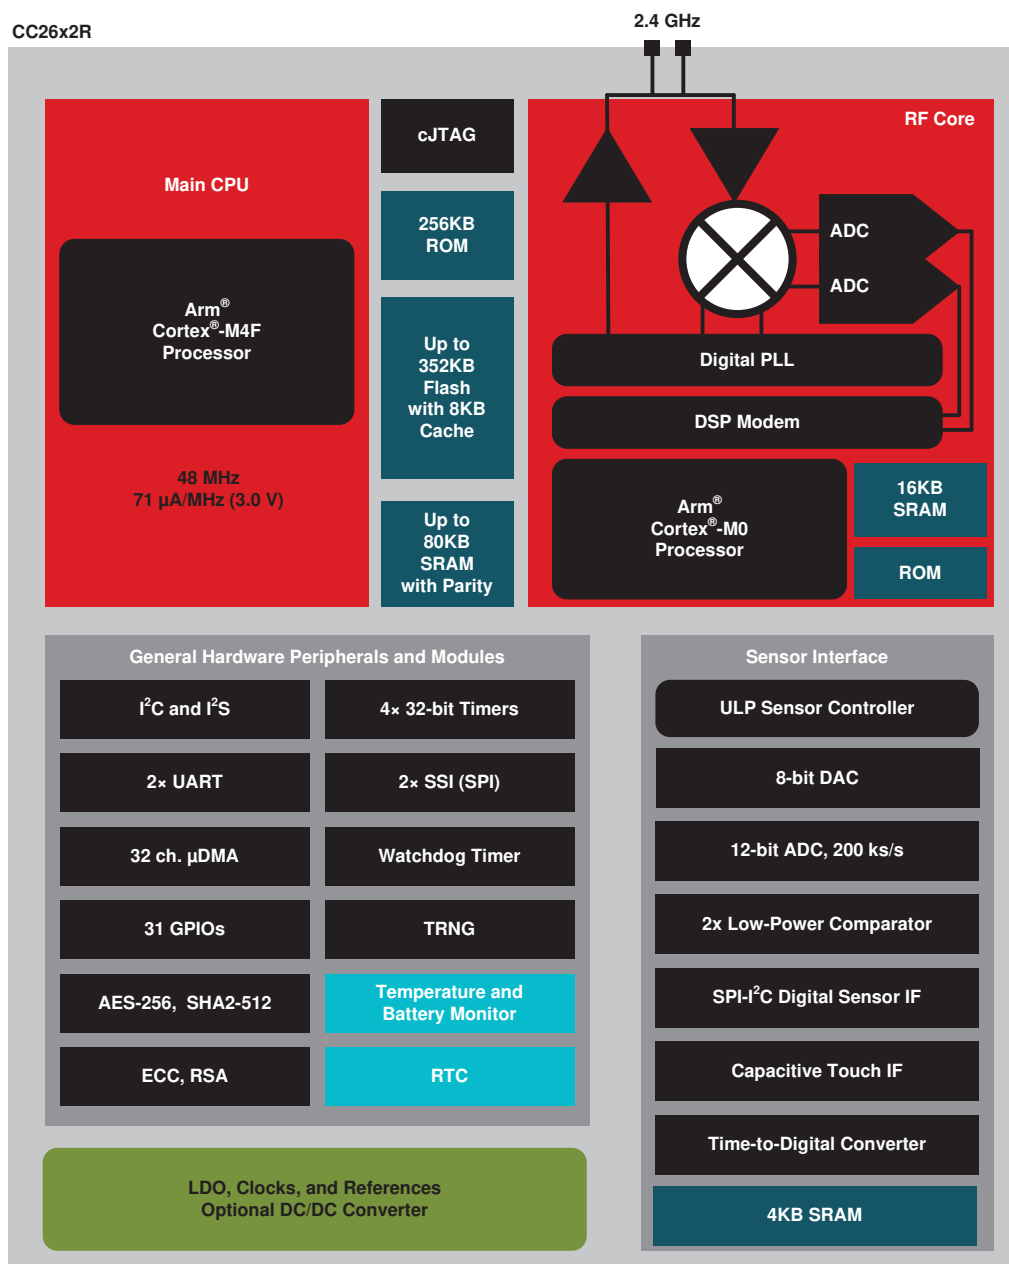 CC26x2R
2.4 GHz
Main CPU
Arm®
Cortex®-M4F
Processor
48 MHz
71 µA/MHz (3.0 V)
cJTAG
256KB
ROM
Up to
352KB
Flash
with 8KB
Cache
Up to
80KB
SRAM
with Parity
RF Core
ADC
ADC
Digital PLL
DSP Modem
Arm®
Cortex®-M0
Processor
16KB
SRAM
ROM
General Hardware Peripherals and Modules
I²C and I²S
4× 32-bit Timers
2× UART
2× SSI (SPI)
32 ch. µDMA
Watchdog Timer
31 GPIOs
TRNG
AES-256, SHA2-512
Temperature and
Battery Monitor
ECC, RSA
RTC
LDO, Clocks, and References
Optional DC/DC Converter
Sensor Interface
ULP Sensor Controller
8-bit DAC
12-bit ADC, 200 ks/s
2x Low-Power Comparator
SPI-I²C Digital Sensor IF
Capacitive Touch IF
Time-to-Digital Converter
4KB SRAM